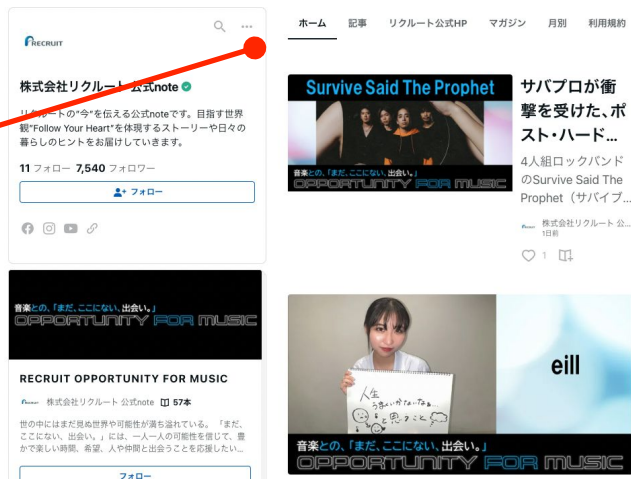 RECRUIT
株式会社リクルート 公式note
リクルートの"今"を伝える公式noteです。目指す世界
観"Follow Your Heart"を体現するストーリーや日々の
暮らしのヒントをお届けしていきます。
11 フォロー 7,540 フォロワー
フォロー
音楽との、「まだ、ここにない、出会い。」
OPPORTUNITY FOR MUSIC
RECRUIT OPPORTUNITY FOR MUSIC
株式会社リクルート 公式note 57本
世の中にはまだ見ぬ世界や可能性が満ち溢れている。 「まだ、
ここにない、出会い。」には、一人一人の可能性を信じて、豊
かで楽しい時間、希望、人や仲間と出会うことを応援したい...
フォロー
ホーム 記事 リクルート公式HP マガジン 月別 利用規約
Survive Said The Prophet
音楽との、「まだ、ここにない、出会い。」
OPPORTUNITY FOR MUSIC
サバプロが衝
撃を受けた、ポ
スト・ハード...
4人組ロックバンド
のSurvive Said The
Prophet（サバイブ...
株式会社リクルート 公...
1日前
1
人生
と思うこと
eill
音楽との、「まだ、ここにない、出会い。」
OPPORTUNITY FOR MUSIC